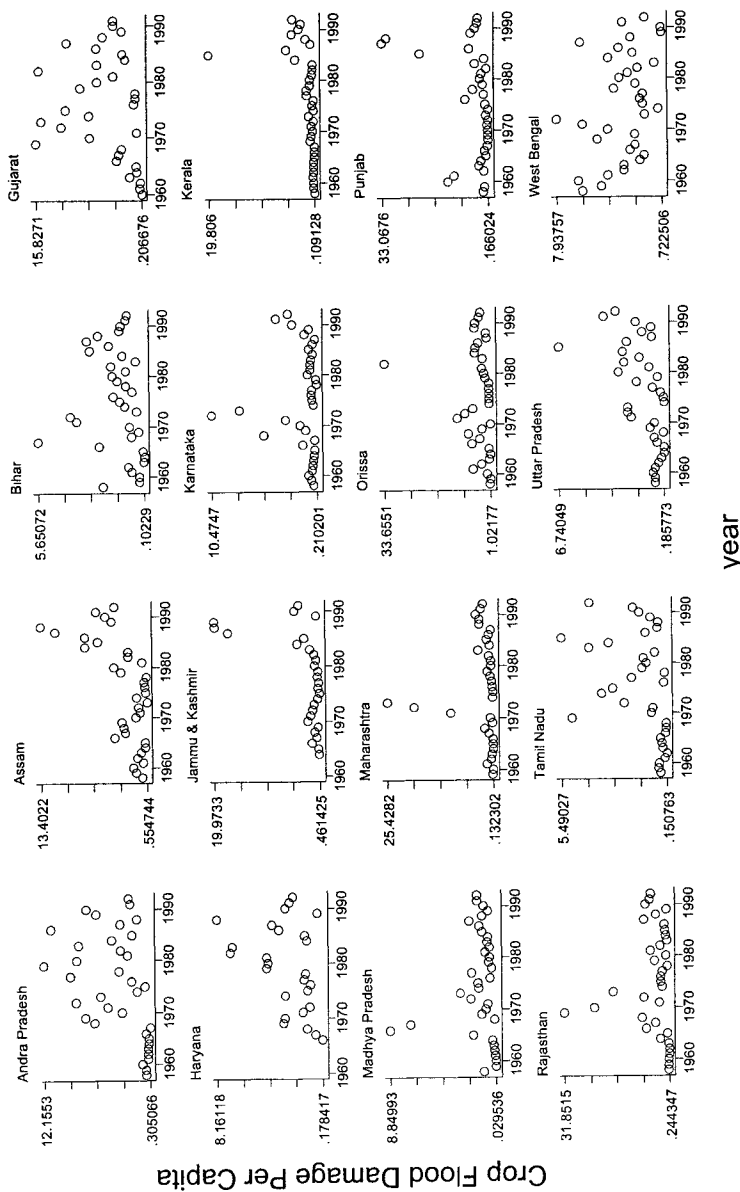 Andra Pradesh
Assam
Bihar
Gujarat
12.1553
.305066
13.4022
.554744
5.65072
.10229
15.8271
.206676
1960 1970 1980 1990
1960 1970 1980 1990
1960 1970 1980 1990
1960 1970 1980 1990
Haryana
Jammu & Kashmir
Karnataka
Kerala
8.16118
.178417
19.9733
.461425
10.4747
.210201
19.806
.109128
1960 1970 1980 1990
1960 1970 1980 1990
1960 1970 1980 1990
1960 1970 1980 1990
Madhya Pradesh
Maharashtra
Orissa
Punjab
8.84993
.029536
25.4282
.132302
33.6551
1.02177
33.0676
.166024
1960 1970 1980 1990
1960 1970 1980 1990
1960 1970 1980 1990
1960 1970 1980 1990
Rajasthan
Tamil Nadu
Uttar Pradesh
West Bengal
31.8515
.244347
5.49027
.150763
6.74049
.185773
7.93757
.722506
1960 1970 1980 1990
1960 1970 1980 1990
1960 1970 1980 1990
1960 1970 1980 1990
Crop Flood Damage Per Capita
year